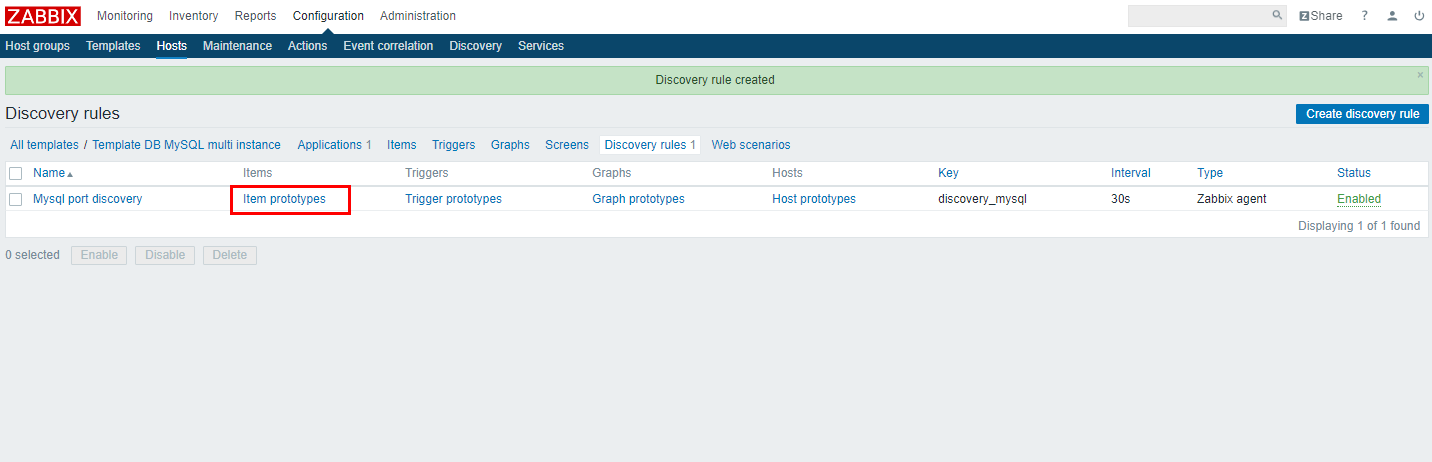 ZABBIX Monitoring Inventory Reports Configuration Administration Share ?
Host groups Templates Hosts Maintenance Actions Event correlation Discovery Services
Discovery rule created ×
Discovery rules Create discovery rule
All templates / Template DB MySQL multi instance Applications 1 Items Triggers Graphs Screens Discovery rules 1 Web scenarios
Name Items Triggers Graphs Hosts Key Interval Type Status
Mysql port discovery Item prototypes Trigger prototypes Graph prototypes Host prototypes discovery_mysql 30s Zabbix agent Enabled
Displaying 1 of 1 found
0 selected Enable Disable Delete